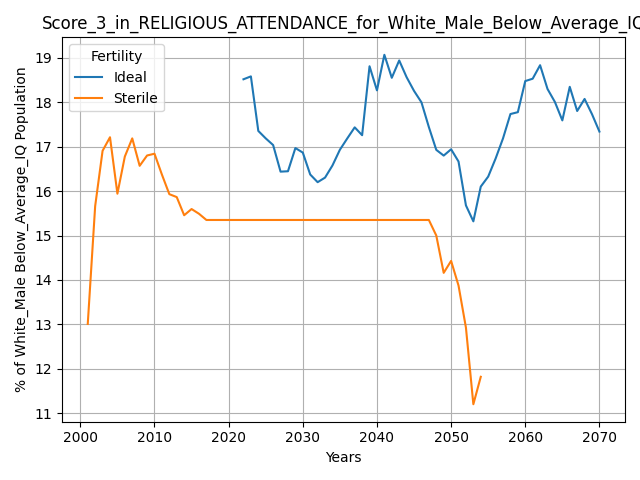 Score_3_in_RELIGIOUS_ATTENDANCE_for_White_Male_Below_Average_IQ
Fertility
Ideal
Sterile
% of White_Male Below_Average_IQ Population
19
18
17
16
15
14
13
12
11
2000
2010
2020
2030
2040
2050
2060
2070
Years